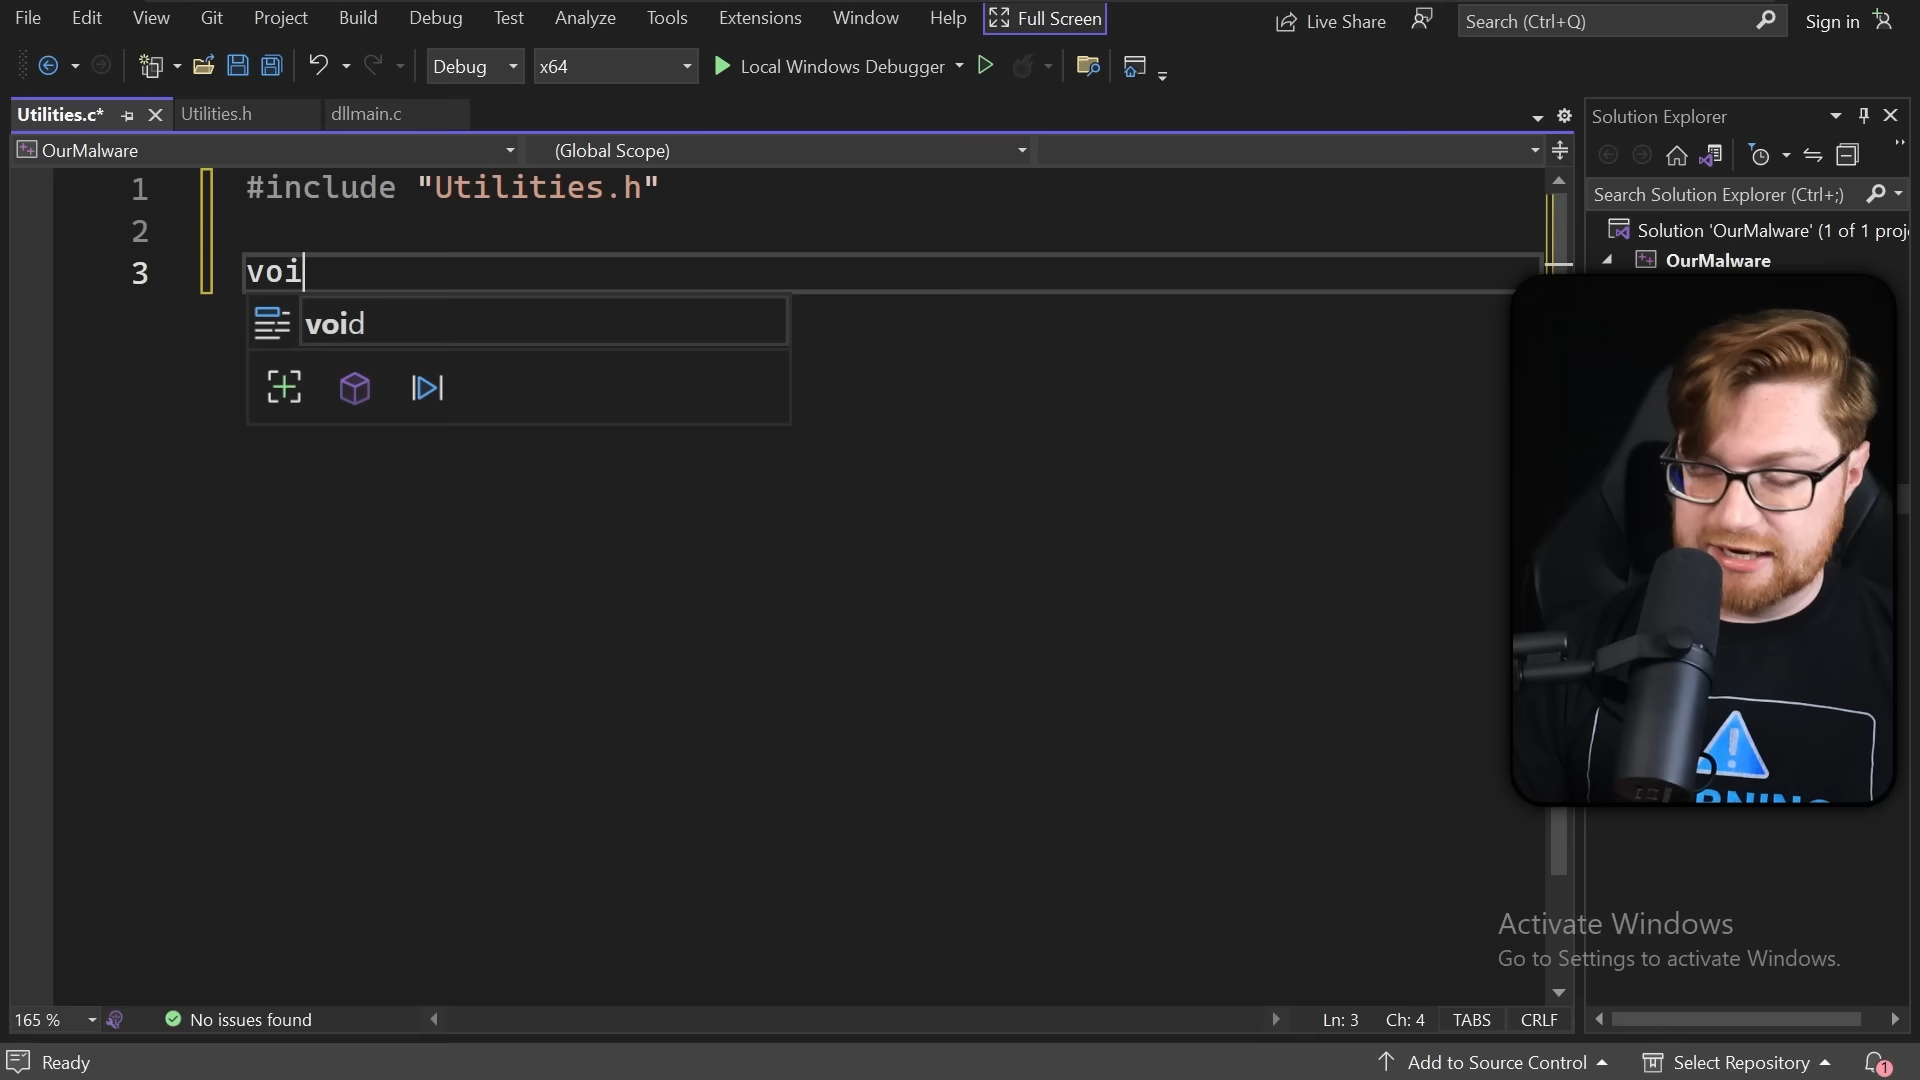 File Edit View Git Project Build Debug Test Analyze Tools Extensions Window Help Full Screen Live Share Search (Ctrl+Q) Sign in
Debug x64 Local Windows Debugger
Utilities.c* Utilities.h dllmain.c
OurMalware (Global Scope)
1 #include "Utilities.h"
2
3 voi
void
Solution Explorer
Search Solution Explorer (Ctrl+;)
Solution 'OurMalware' (1 of 1 proj
OurMalware
Activate Windows
Go to Settings to activate Windows.
165 % No issues found Ln: 3 Ch: 4 TABS CRLF
Ready Add to Source Control Select Repository 1